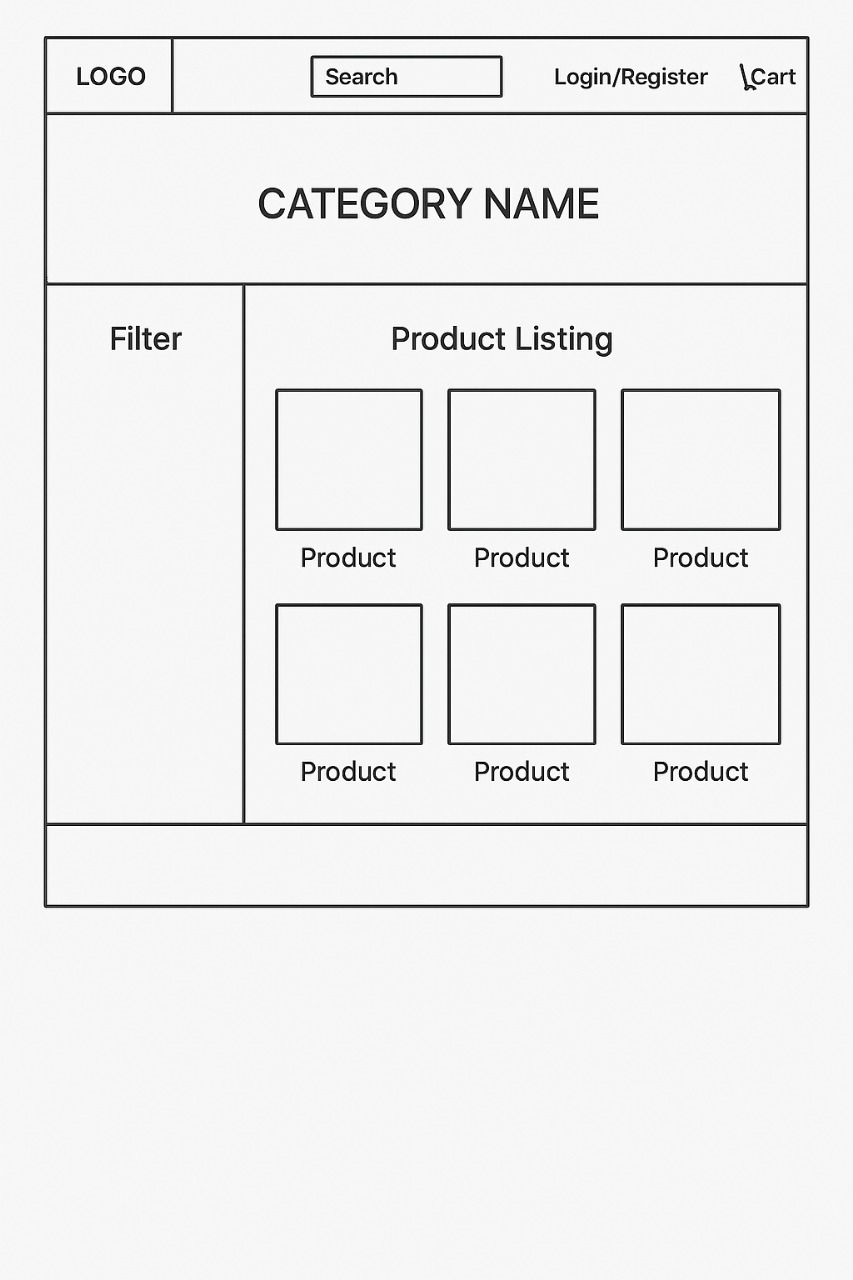 LOGO
Search
Login/Register
Cart
CATEGORY NAME
Filter
Product Listing
Product Product Product
Product Product Product